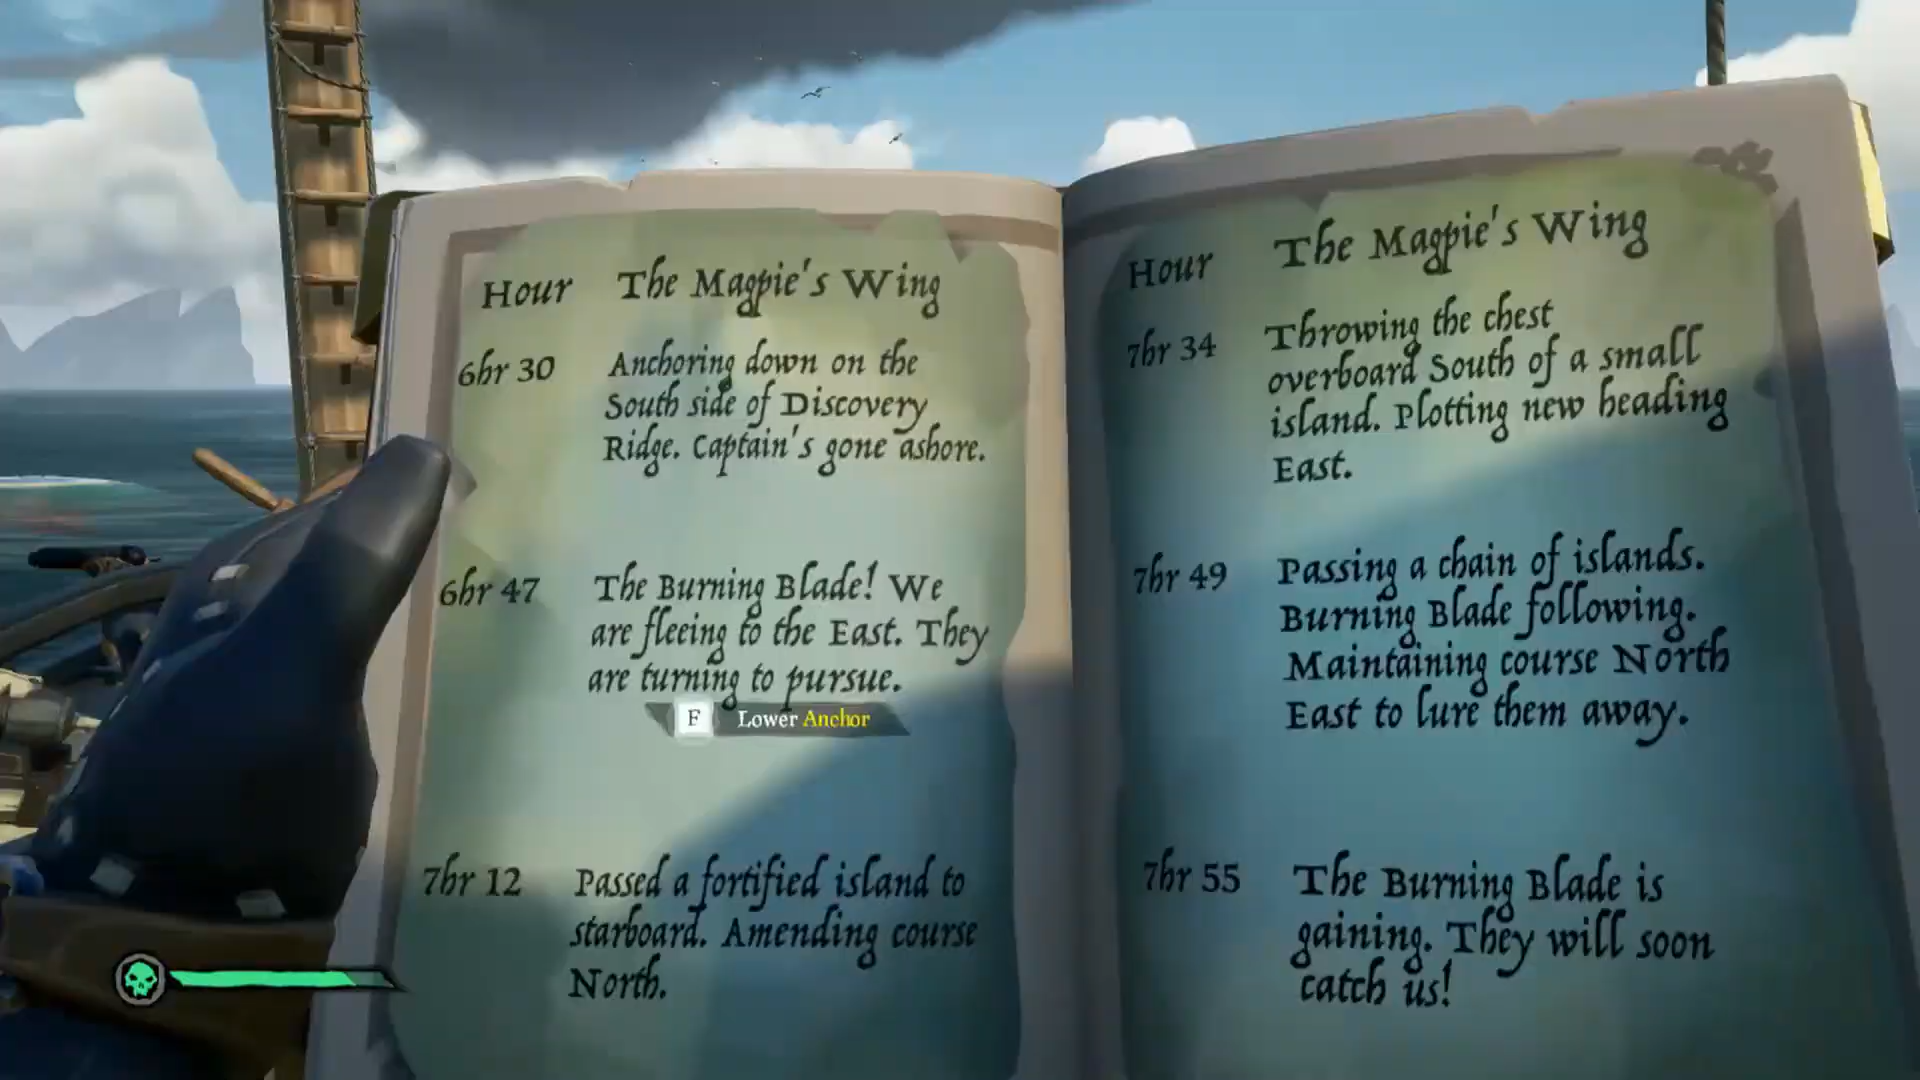 Hour The Magpie's Wing
6hr 30 Anchoring down on the
South side of Discovery
Ridge. Captain's gone ashore.
6hr 47 The Burning Blade! We
are fleeing to the East. They
are turning to pursue.
F Lower Anchor
7hr 12 Passed a fortified island to
starboard. Amending course
North.
Hour The Magpie's Wing
7hr 34 Throwing the chest
overboard South of a small
island. Plotting new heading
East.
7hr 49 Passing a chain of islands.
Burning Blade following.
Maintaining course North
East to lure them away.
7hr 55 The Burning Blade is
gaining. They will soon
catch us!